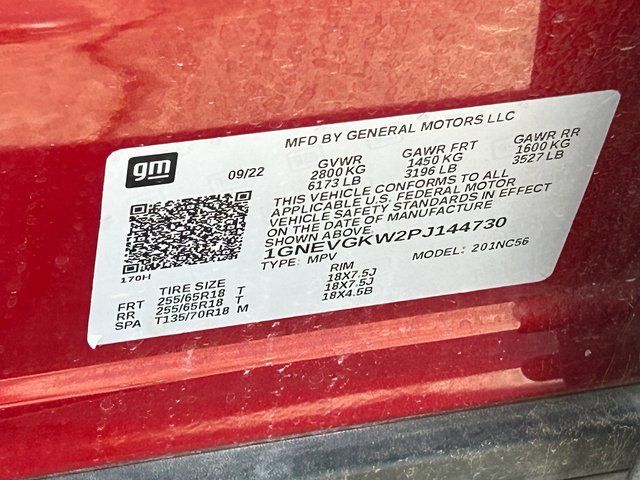 MFD BY GENERAL MOTORS LLC
gm
09/22
GVWR GAWR FRT GAWR RR
2800 KG 1450 KG 1600 KG
6173 LB 3196 LB 3527 LB
THIS VEHICLE CONFORMS TO ALL
APPLICABLE U.S. FEDERAL MOTOR
VEHICLE SAFETY STANDARDS IN EFFECT
ON THE DATE OF MANUFACTURE
SHOWN ABOVE.
1GNEVGKW2PJ144730
TYPE: MPV MODEL: 201NC56
170H
TIRE SIZE RIM
FRT 255/65R18 T 18X7.5J
RR 255/65R18 T 18X7.5J
SPA T135/70R18 M 18X4.5B